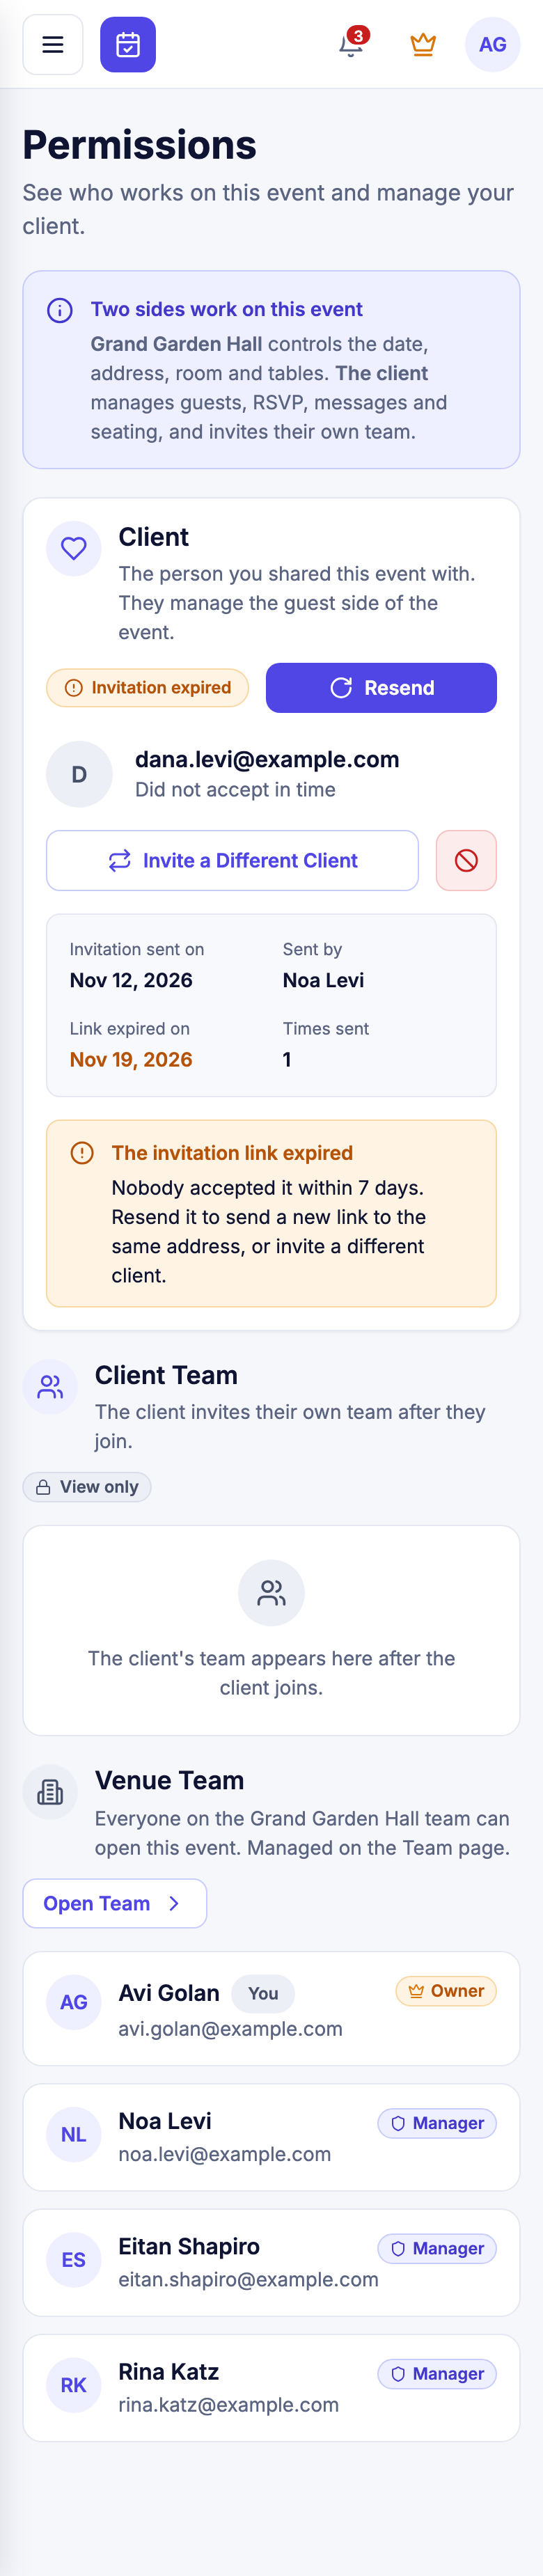 3
AG
Permissions
See who works on this event and manage your
client.
Two sides work on this event
Grand Garden Hall controls the date,
address, room and tables. The client
manages guests, RSVP, messages and
seating, and invites their own team.
Client
The person you shared this event with.
They manage the guest side of the
event.
Invitation expired
Resend
D
dana.levi@example.com
Did not accept in time
Invite a Different Client
Invitation sent on
Sent by
Nov 12, 2026
Noa Levi
Link expired on
Times sent
Nov 19, 2026
1
The invitation link expired
Nobody accepted it within 7 days.
Resend it to send a new link to the
same address, or invite a different
client.
Client Team
The client invites their own team after they
join.
View only
The client's team appears here after the
client joins.
Venue Team
Everyone on the Grand Garden Hall team can
open this event. Managed on the Team page.
Open Team
AG
Avi Golan
You
Owner
avi.golan@example.com
NL
Noa Levi
Manager
noa.levi@example.com
ES
Eitan Shapiro
Manager
eitan.shapiro@example.com
RK
Rina Katz
Manager
rina.katz@example.com